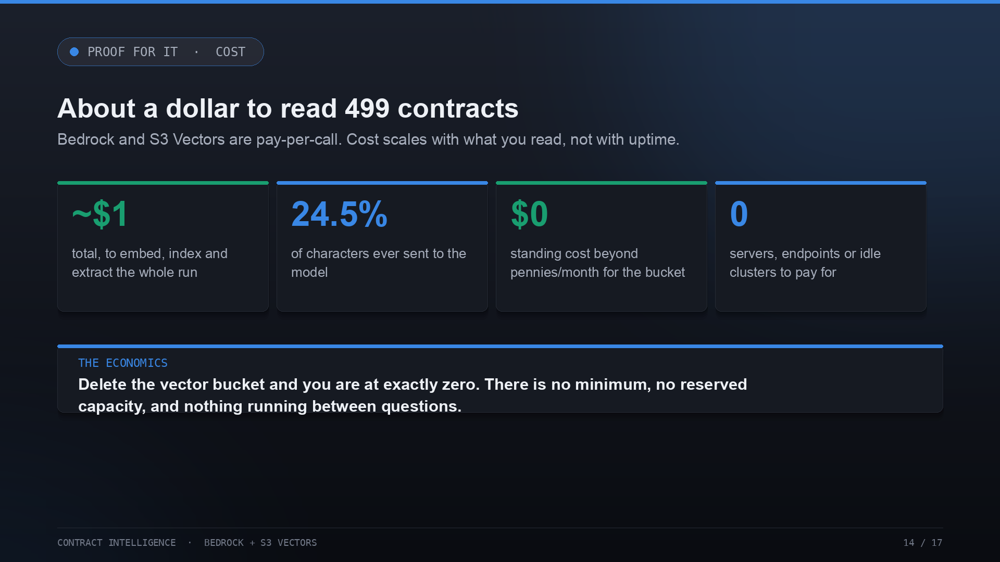 PROOF FOR IT · COST
About a dollar to read 499 contracts
Bedrock and S3 Vectors are pay-per-call. Cost scales with what you read, not with uptime.
~$1
total, to embed, index and
extract the whole run
24.5%
of characters ever sent to the
model
$0
standing cost beyond
pennies/month for the bucket
0
servers, endpoints or idle
clusters to pay for
THE ECONOMICS
Delete the vector bucket and you are at exactly zero. There is no minimum, no reserved
capacity, and nothing running between questions.
CONTRACT INTELLIGENCE · BEDROCK + S3 VECTORS
14 / 17